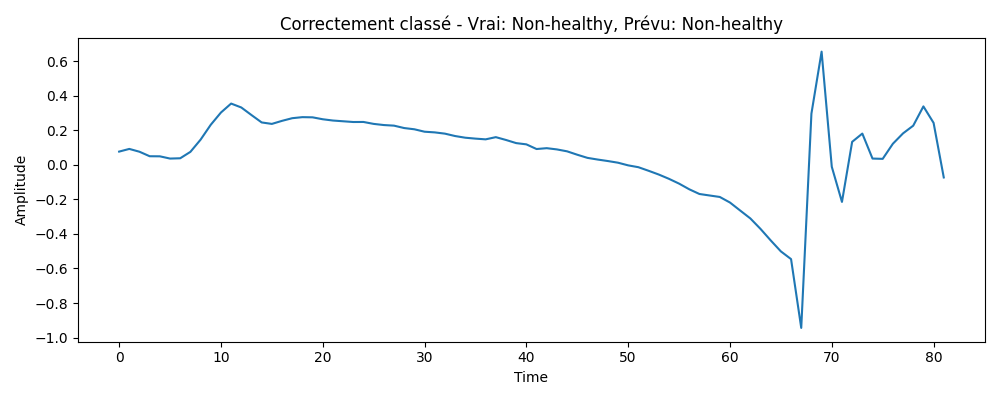 Correctement classé - Vrai: Non-healthy, Prévu: Non-healthy
Amplitude
0.6
0.4
0.2
0.0
−0.2
−0.4
−0.6
−0.8
−1.0
0 10 20 30 40 50 60 70 80
Time